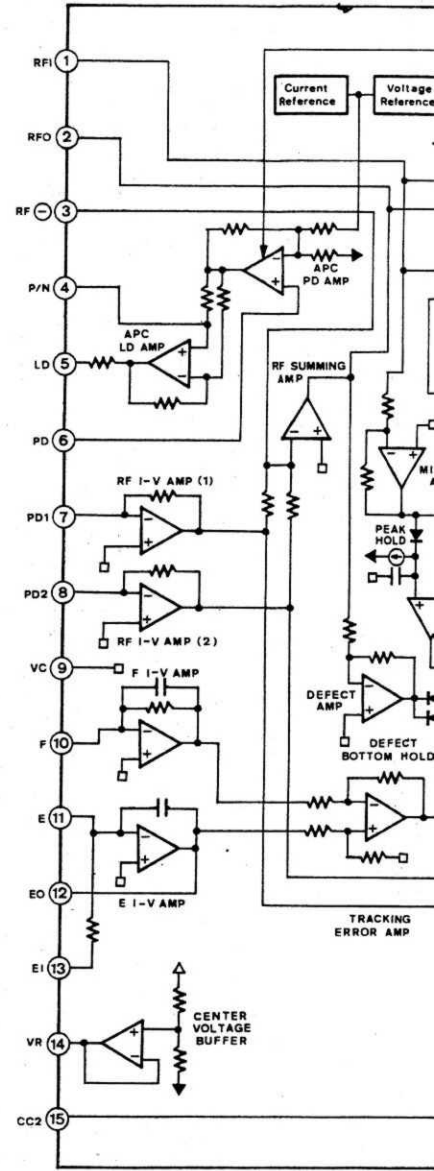 RFI 1
Current Reference
Voltage Reference
RFO 2
RF ⊖ 3
P/N 4
APC PD AMP
APC LD AMP
LD 5
RF SUMMING AMP
PD 6
RF I-V AMP (1)
PD1 7
PEAK HOLD
PD2 8
RF I-V AMP (2)
VC 9
F I-V AMP
DEFECT AMP
F 10
DEFECT BOTTOM HOLD
E 11
EO 12
E I-V AMP
TRACKING ERROR AMP
EI 13
CENTER VOLTAGE BUFFER
VR 14
CC2 15